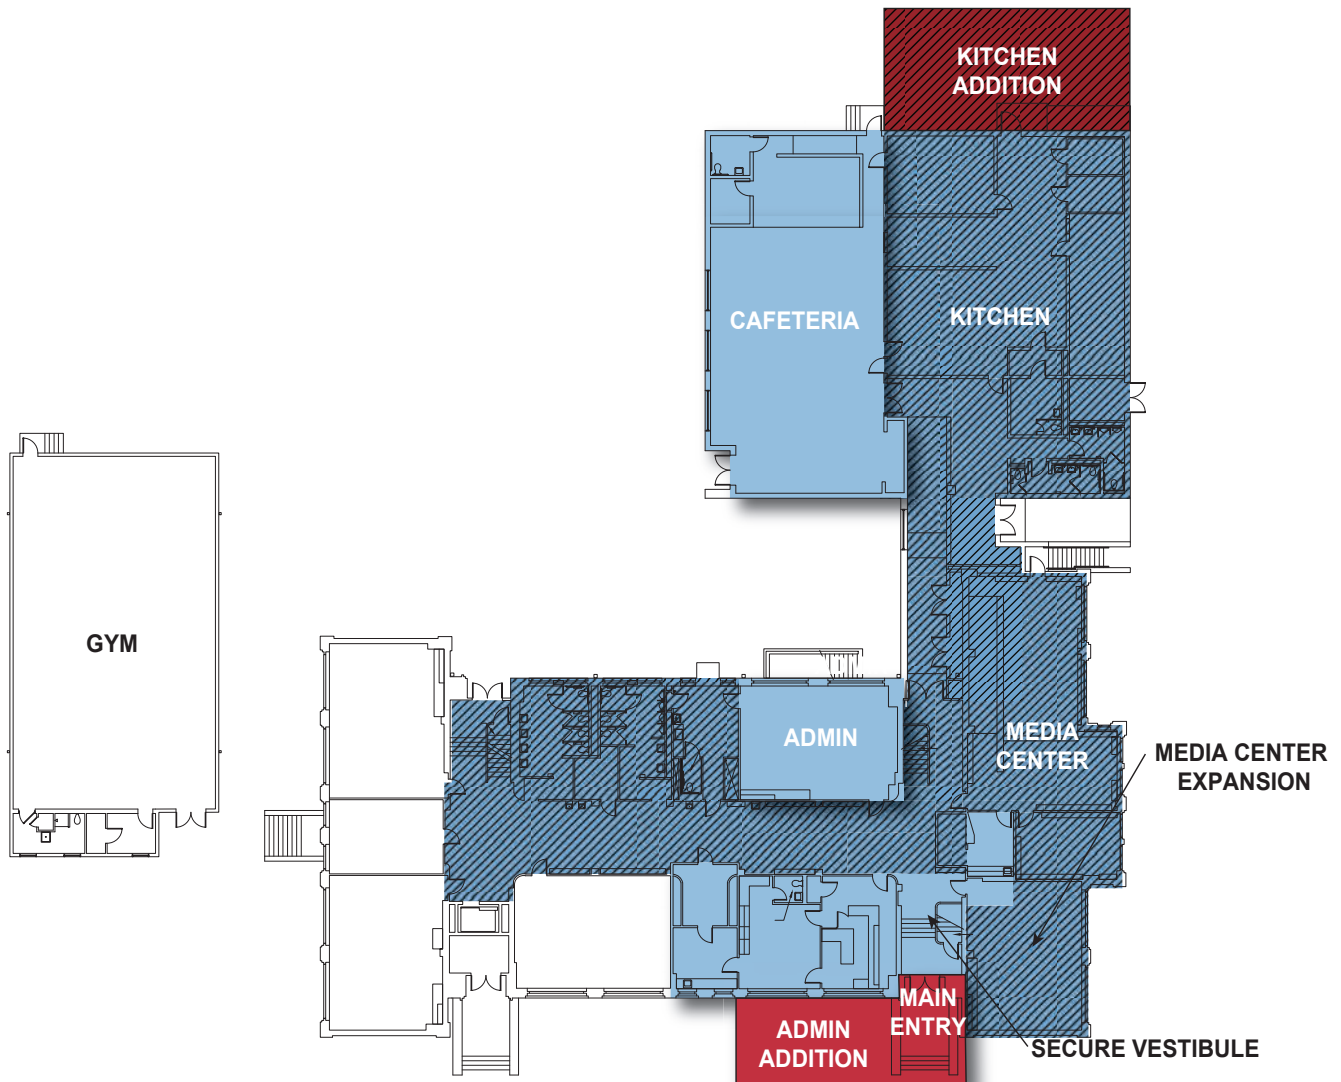 KITCHEN
ADDITION
CAFETERIA
KITCHEN
GYM
ADMIN
MEDIA
CENTER
MEDIA CENTER
EXPANSION
MAIN
ENTRY
ADMIN
ADDITION
SECURE VESTIBULE